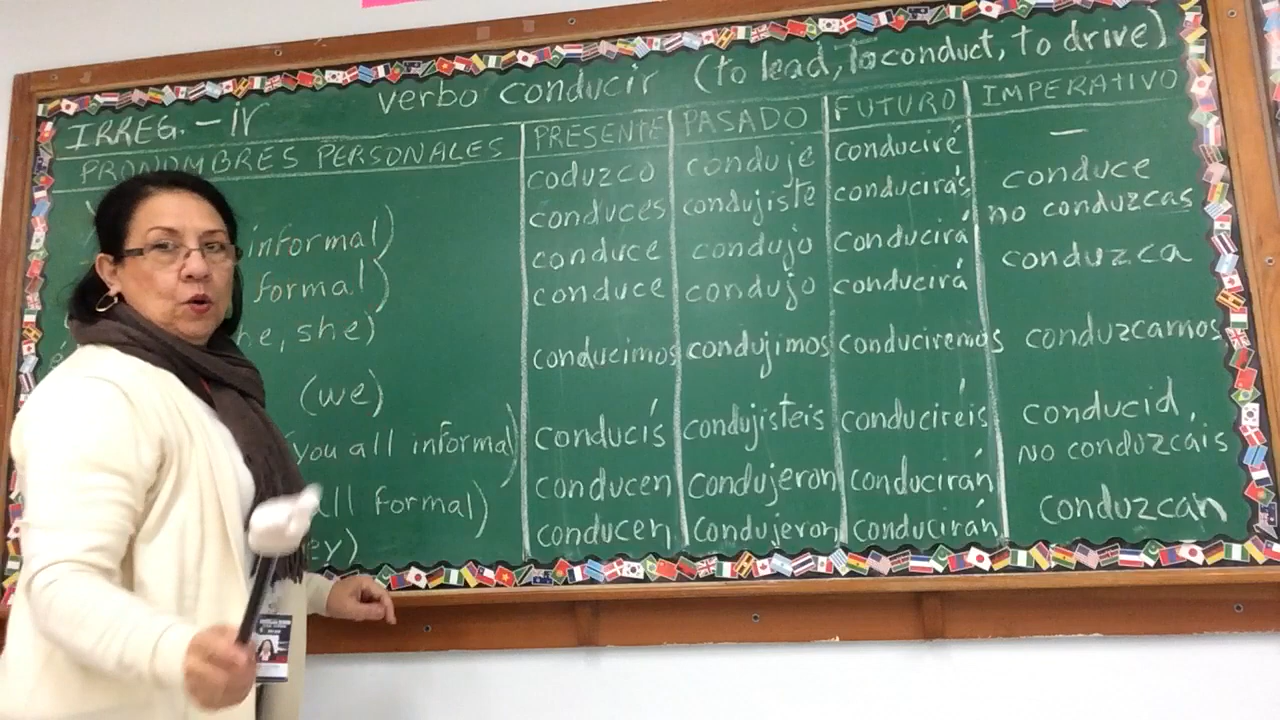 verbo conducir (to lead, to conduct, to drive)
IRREG. - IR
PRONOMBRES PERSONALES PRESENTE PASADO FUTURO IMPERATIVO
coduzco conduje conduciré —
informal) conduces condujiste conducirás conduce
no conduzcas
formal) conduce condujo conducirá conduzca
he, she) conduce condujo conducirá
(we) conducimos condujimos conduciremos conduzcamos
(you all informal) conducís condujisteis conduciréis conducid,
no conduzcáis
all formal) conducen condujeron conducirán conduzcan
conducen condujeron conducirán